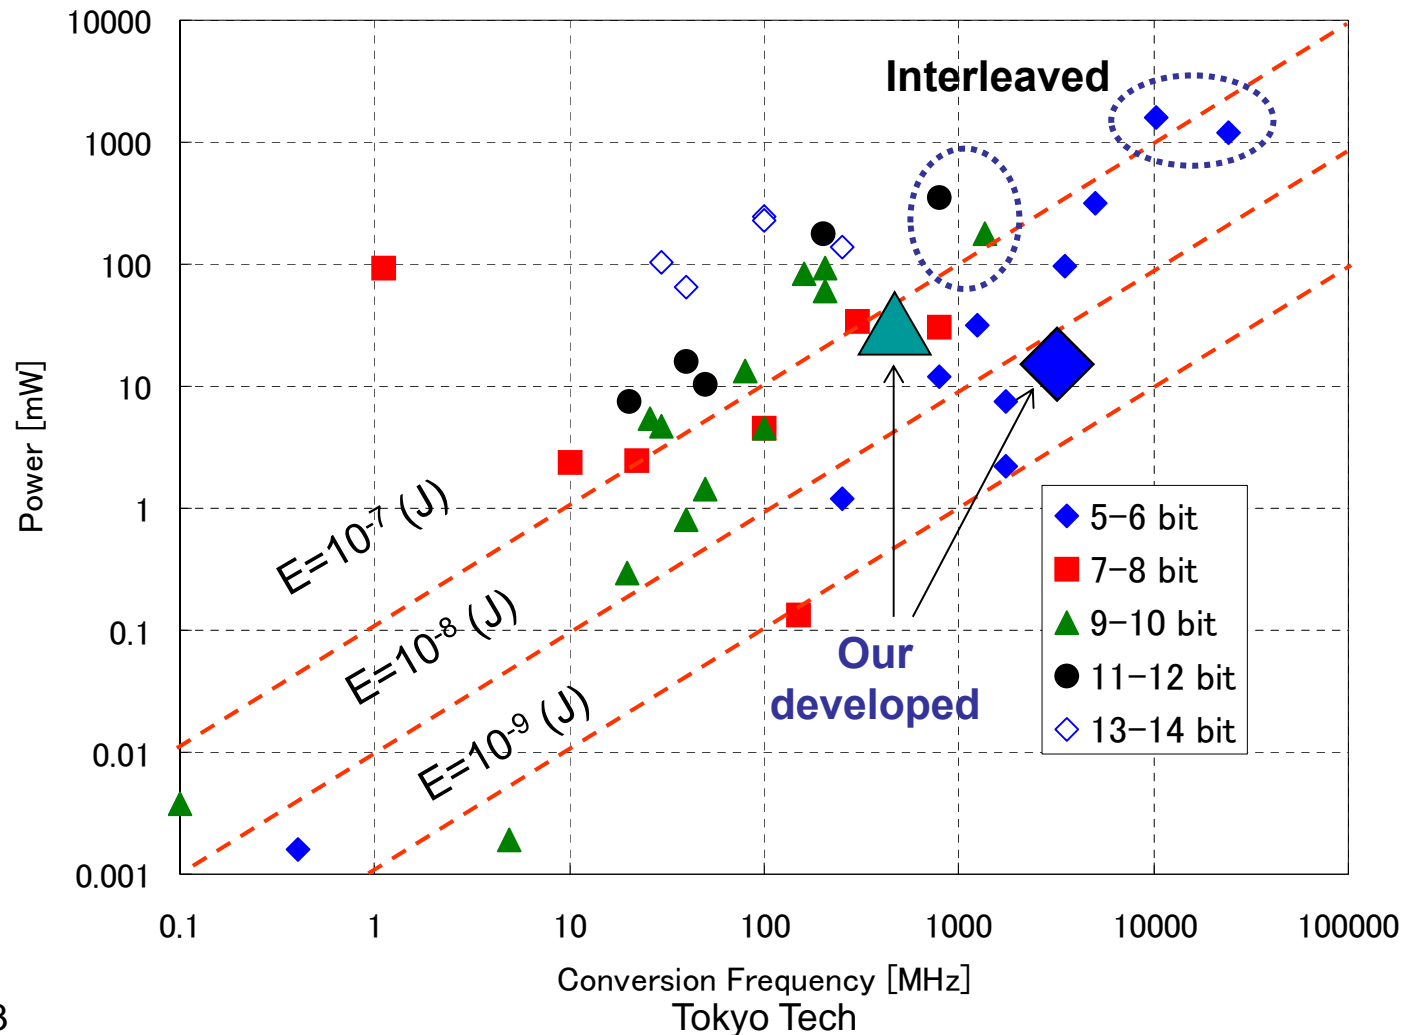 10000
1000
100
10
1
0.1
0.01
0.001
Power [mW]
Interleaved
E=10-7 (J)
E=10-8 (J)
E=10-9 (J)
Our
developed
5−6 bit
7−8 bit
9−10 bit
11−12 bit
13−14 bit
0.1 1 10 100 1000 10000 100000
Conversion Frequency [MHz]
Tokyo Tech